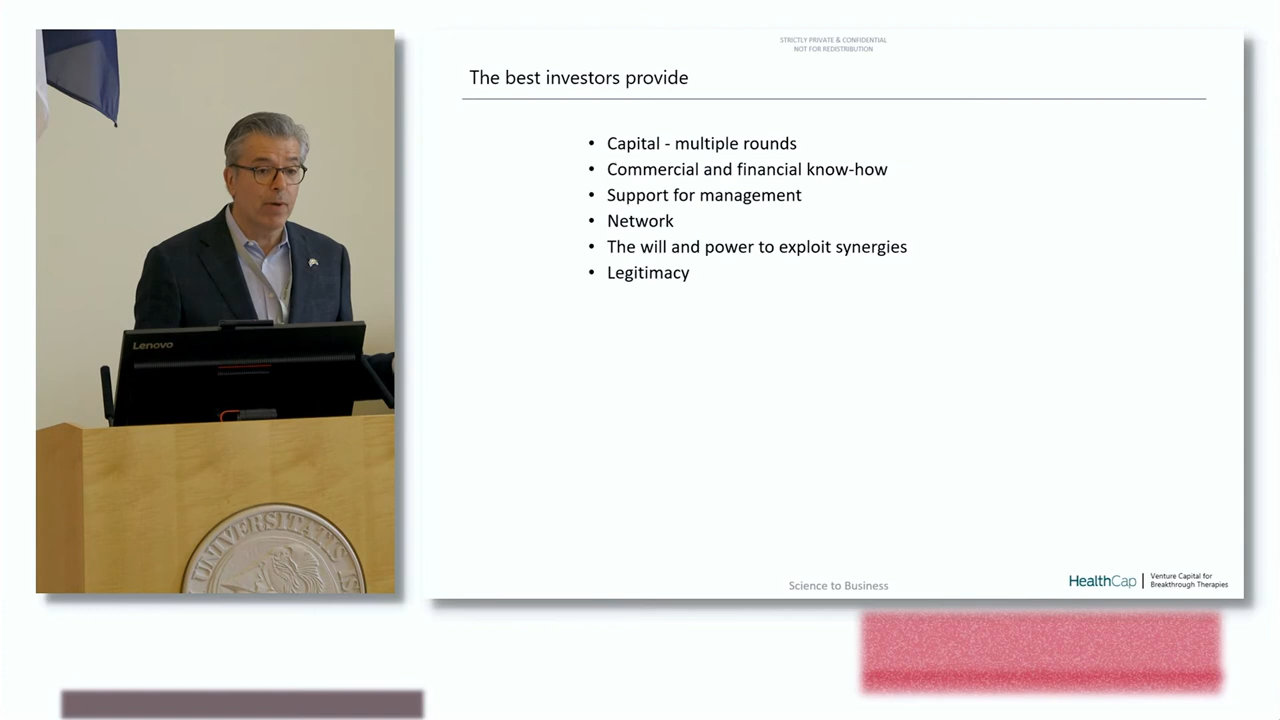 STRICTLY PRIVATE & CONFIDENTIAL
NOT FOR REDISTRIBUTION
The best investors provide
• Capital - multiple rounds
• Commercial and financial know-how
• Support for management
• Network
• The will and power to exploit synergies
• Legitimacy
Lenovo
UNIVERSITATIS IS
Science to Business
HealthCap
Venture Capital for
Breakthrough Therapies